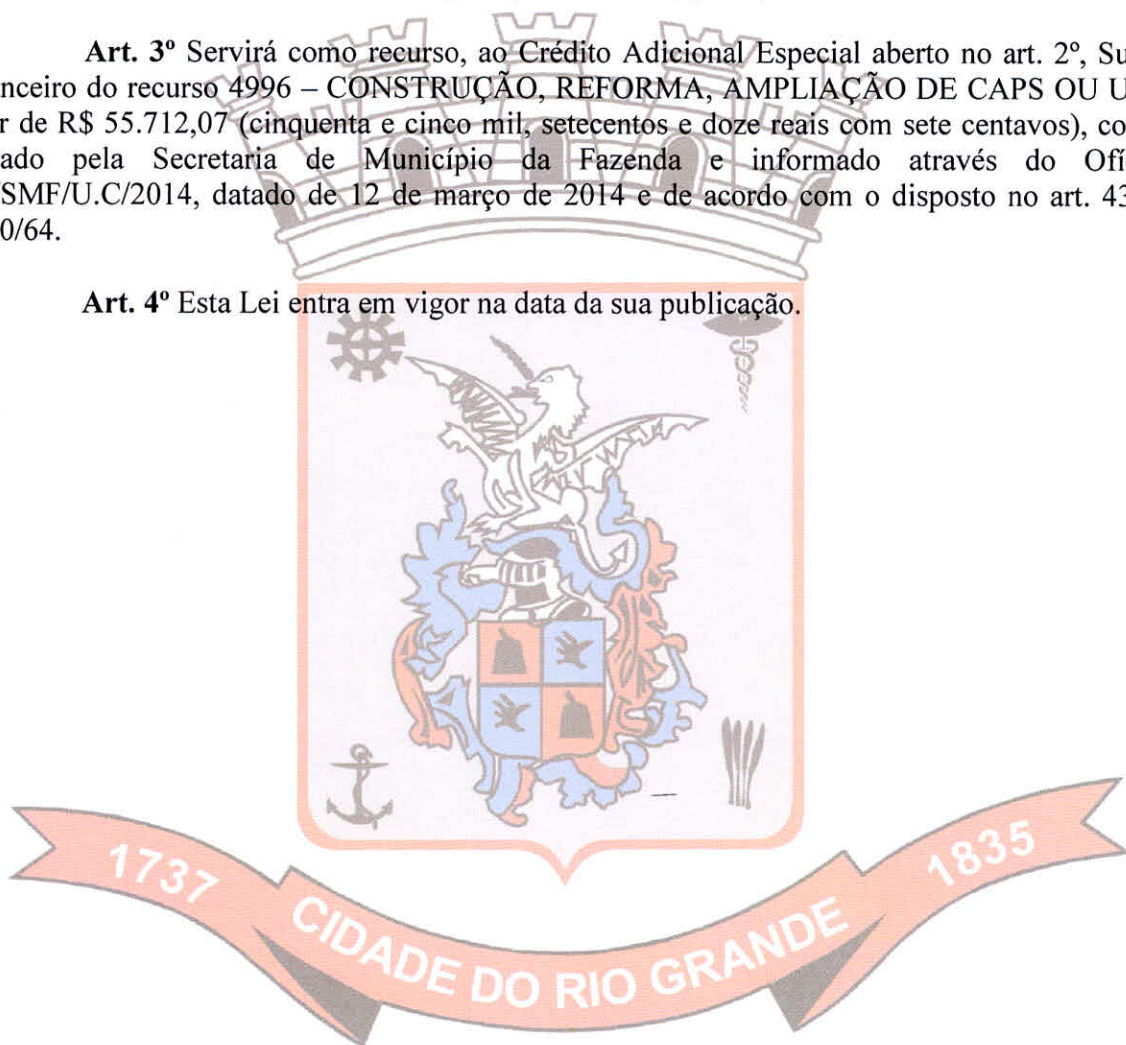 Art. 3º Servirá como recurso, ao Crédito Adicional Especial aberto no art. 2º, Su
nceiro do recurso 4996 – CONSTRUÇÃO, REFORMA, AMPLIAÇÃO DE CAPS OU U
r de R$ 55.712,07 (cinquenta e cinco mil, setecentos e doze reais com sete centavos), co
ado pela Secretaria de Município da Fazenda e informado através do Ofí
SMF/U.C/2014, datado de 12 de março de 2014 e de acordo com o disposto no art. 43
0/64.
Art. 4º Esta Lei entra em vigor na data da sua publicação.
1737
CIDADE DO RIO GRANDE
1835